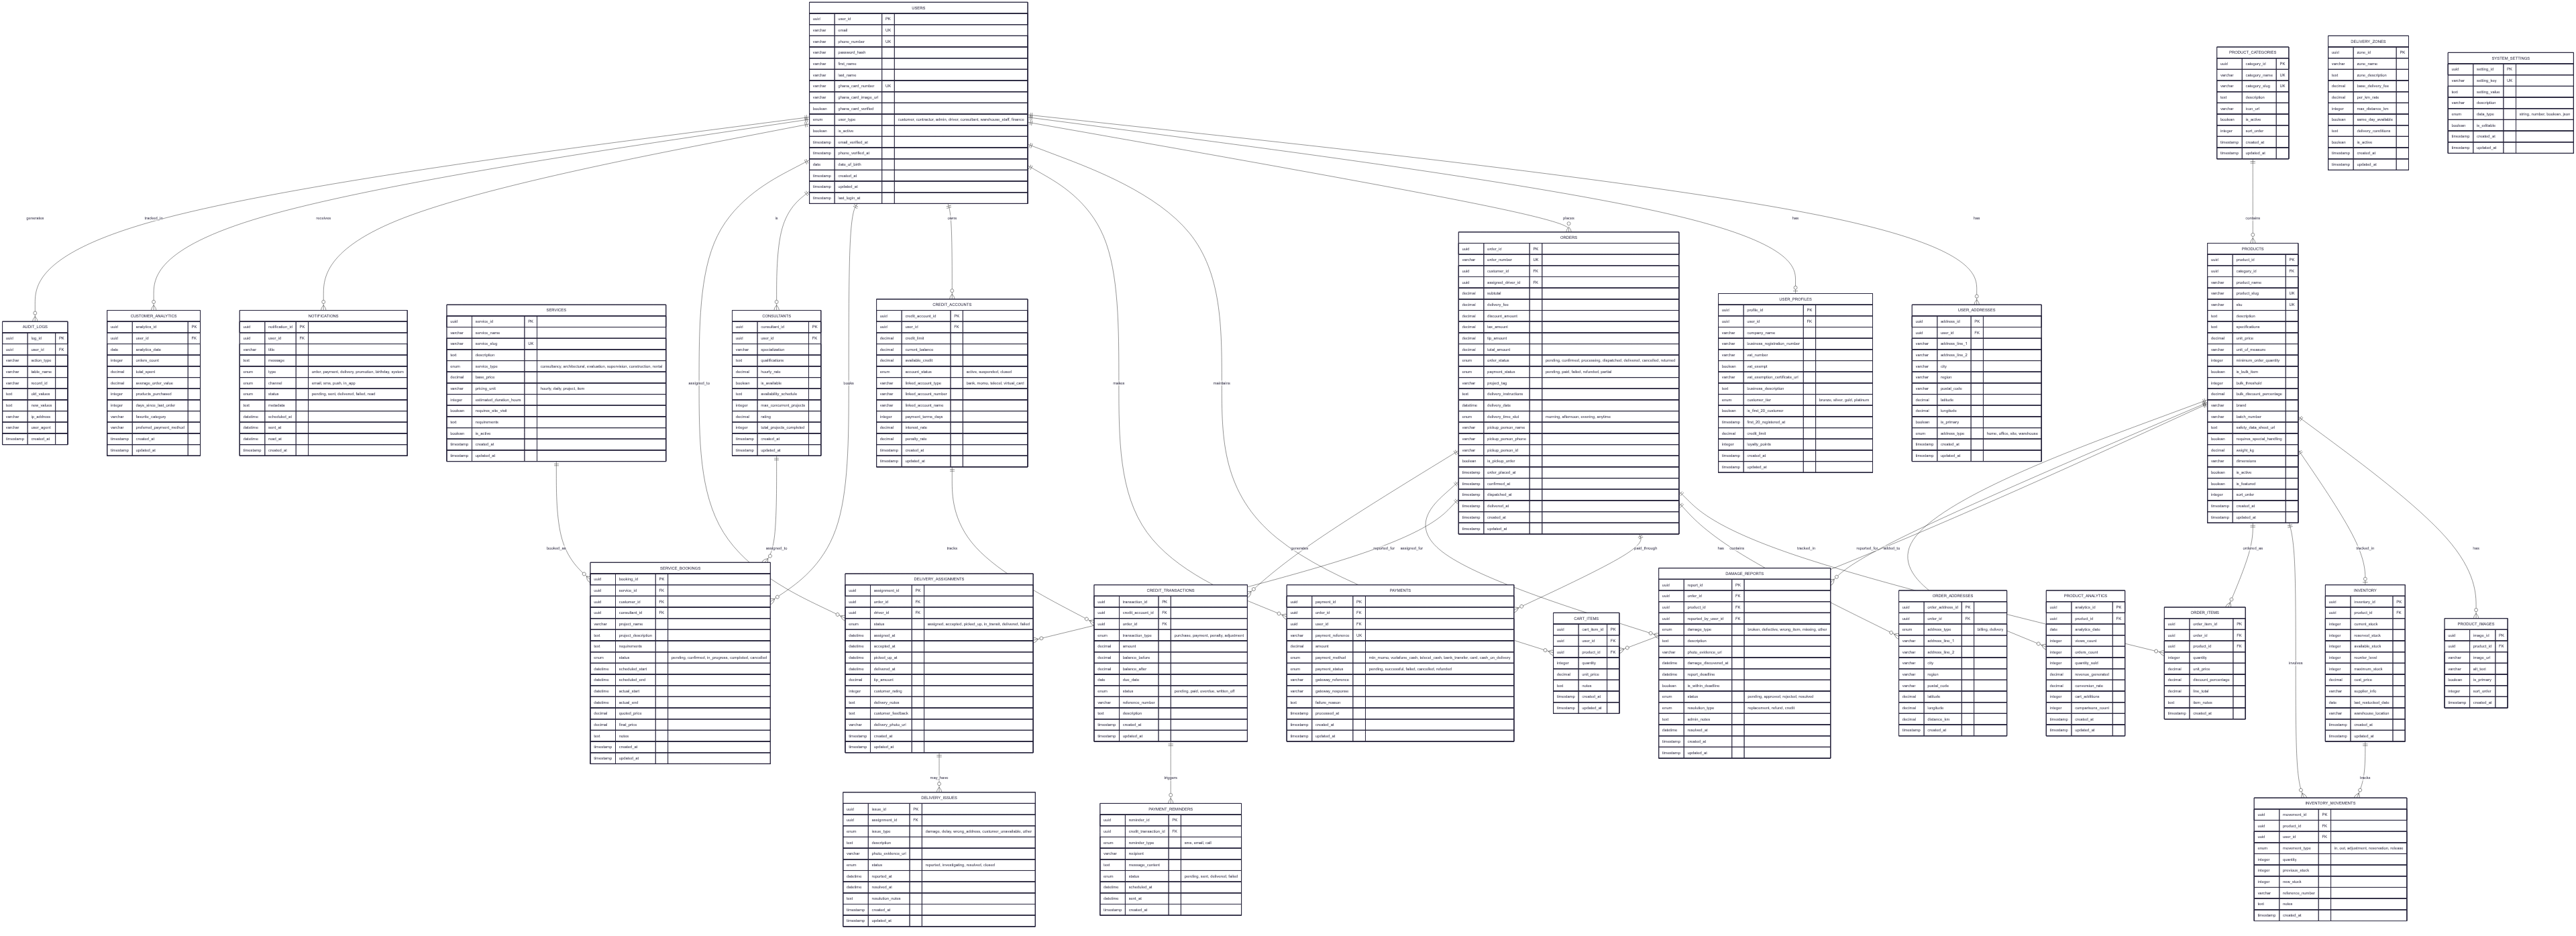 USERS
uuid user_id PK
varchar email UK
varchar phone_number UK
varchar password_hash
varchar first_name
varchar last_name
varchar ghana_card_number UK
varchar ghana_card_image_url
boolean ghana_card_verified
enum user_type customer, contractor, admin, driver, consultant, warehouse_staff, finance
boolean is_active
timestamp email_verified_at
timestamp phone_verified_at
date date_of_birth
timestamp created_at
timestamp updated_at
timestamp last_login_at
PRODUCT_CATEGORIES
uuid category_id PK
varchar category_name UK
varchar category_slug UK
text description
varchar icon_url
boolean is_active
integer sort_order
timestamp created_at
timestamp updated_at
DELIVERY_ZONES
uuid zone_id PK
varchar zone_name
text zone_description
decimal base_delivery_fee
decimal per_km_rate
integer max_distance_km
boolean same_day_available
text delivery_conditions
boolean is_active
timestamp created_at
timestamp updated_at
SYSTEM_SETTINGS
uuid setting_id PK
varchar setting_key UK
text setting_value
varchar description
enum data_type string, number, boolean, json
boolean is_editable
timestamp created_at
timestamp updated_at
generates
tracked_in
receives
is
owns
places
has
has
contains
ORDERS
uuid order_id PK
varchar order_number UK
uuid customer_id FK
uuid assigned_driver_id FK
decimal subtotal
decimal delivery_fee
decimal discount_amount
decimal tax_amount
decimal tip_amount
decimal total_amount
enum order_status pending, confirmed, processing, dispatched, delivered, cancelled, returned
enum payment_status pending, paid, failed, refunded, partial
varchar project_tag
text delivery_instructions
datetime delivery_date
enum delivery_time_slot morning, afternoon, evening, anytime
varchar pickup_person_name
varchar pickup_person_phone
varchar pickup_person_id
boolean is_pickup_order
timestamp order_placed_at
timestamp confirmed_at
timestamp dispatched_at
timestamp delivered_at
timestamp created_at
timestamp updated_at
PRODUCTS
uuid product_id PK
uuid category_id FK
varchar product_name
varchar product_slug UK
varchar sku UK
text description
text specifications
decimal unit_price
varchar unit_of_measure
integer minimum_order_quantity
boolean is_bulk_item
integer bulk_threshold
decimal bulk_discount_percentage
varchar brand
varchar batch_number
text safety_data_sheet_url
boolean requires_special_handling
decimal weight_kg
varchar dimensions
boolean is_active
boolean is_featured
integer sort_order
timestamp created_at
timestamp updated_at
AUDIT_LOGS
uuid log_id PK
uuid user_id FK
varchar action_type
varchar table_name
varchar record_id
text old_values
text new_values
varchar ip_address
varchar user_agent
timestamp created_at
CUSTOMER_ANALYTICS
uuid analytics_id PK
uuid user_id FK
date analytics_date
integer orders_count
decimal total_spent
decimal average_order_value
integer products_purchased
integer days_since_last_order
varchar favorite_category
varchar preferred_payment_method
timestamp created_at
timestamp updated_at
NOTIFICATIONS
uuid notification_id PK
uuid user_id FK
varchar title
text message
enum type order, payment, delivery, promotion, birthday, system
enum channel email, sms, push, in_app
enum status pending, sent, delivered, failed, read
text metadata
datetime scheduled_at
datetime sent_at
datetime read_at
timestamp created_at
SERVICES
uuid service_id PK
varchar service_name
varchar service_slug UK
text description
enum service_type consultancy, architectural, evaluation, supervision, construction, rental
decimal base_price
varchar pricing_unit hourly, daily, project, item
integer estimated_duration_hours
boolean requires_site_visit
text requirements
boolean is_active
timestamp created_at
timestamp updated_at
CONSULTANTS
uuid consultant_id PK
uuid user_id FK
varchar specialization
text qualifications
decimal hourly_rate
boolean is_available
text availability_schedule
integer max_concurrent_projects
decimal rating
integer total_projects_completed
timestamp created_at
timestamp updated_at
CREDIT_ACCOUNTS
uuid credit_account_id PK
uuid user_id FK
decimal credit_limit
decimal current_balance
decimal available_credit
enum account_status active, suspended, closed
varchar linked_account_type bank, momo, telecel, virtual_card
varchar linked_account_number
varchar linked_account_name
integer payment_terms_days
decimal interest_rate
decimal penalty_rate
timestamp created_at
timestamp updated_at
USER_PROFILES
uuid profile_id PK
uuid user_id FK
varchar company_name
varchar business_registration_number
varchar vat_number
boolean vat_exempt
varchar vat_exemption_certificate_url
text business_description
enum customer_tier bronze, silver, gold, platinum
boolean is_first_20_customer
timestamp first_20_registered_at
decimal credit_limit
integer loyalty_points
timestamp created_at
timestamp updated_at
USER_ADDRESSES
uuid address_id PK
uuid user_id FK
varchar address_line_1
varchar address_line_2
varchar city
varchar region
varchar postal_code
decimal latitude
decimal longitude
boolean is_primary
enum address_type home, office, site, warehouse
timestamp created_at
timestamp updated_at
assigned_to
books
makes
maintains
booked_as
assigned_to
tracks
generates
reported_for
assigned_for
paid_through
has
contains
tracked_in
reported_for
added_to
ordered_as
tracked_in
has
involves
SERVICE_BOOKINGS
uuid booking_id PK
uuid service_id FK
uuid customer_id FK
uuid consultant_id FK
varchar project_name
text project_description
text requirements
enum status pending, confirmed, in_progress, completed, cancelled
datetime scheduled_start
datetime scheduled_end
datetime actual_start
datetime actual_end
decimal quoted_price
decimal final_price
text notes
timestamp created_at
timestamp updated_at
DELIVERY_ASSIGNMENTS
uuid assignment_id PK
uuid order_id FK
uuid driver_id FK
enum status assigned, accepted, picked_up, in_transit, delivered, failed
datetime assigned_at
datetime accepted_at
datetime picked_up_at
datetime delivered_at
decimal tip_amount
integer customer_rating
text delivery_notes
text customer_feedback
varchar delivery_photo_url
timestamp created_at
timestamp updated_at
CREDIT_TRANSACTIONS
uuid transaction_id PK
uuid credit_account_id FK
uuid order_id FK
enum transaction_type purchase, payment, penalty, adjustment
decimal amount
decimal balance_before
decimal balance_after
date due_date
enum status pending, paid, overdue, written_off
varchar reference_number
text description
timestamp created_at
timestamp updated_at
PAYMENTS
uuid payment_id PK
uuid order_id FK
uuid user_id FK
varchar payment_reference UK
decimal amount
enum payment_method mtn_momo, vodafone_cash, telecel_cash, bank_transfer, card, cash_on_delivery
enum payment_status pending, successful, failed, cancelled, refunded
varchar gateway_reference
varchar gateway_response
text failure_reason
timestamp processed_at
timestamp created_at
timestamp updated_at
CART_ITEMS
uuid cart_item_id PK
uuid user_id FK
uuid product_id FK
integer quantity
decimal unit_price
text notes
timestamp created_at
timestamp updated_at
DAMAGE_REPORTS
uuid report_id PK
uuid order_id FK
uuid product_id FK
uuid reported_by_user_id FK
enum damage_type broken, defective, wrong_item, missing, other
text description
varchar photo_evidence_url
datetime damage_discovered_at
datetime report_deadline
boolean is_within_deadline
enum status pending, approved, rejected, resolved
enum resolution_type replacement, refund, credit
text admin_notes
datetime resolved_at
timestamp created_at
timestamp updated_at
ORDER_ADDRESSES
uuid order_address_id PK
uuid order_id FK
enum address_type billing, delivery
varchar address_line_1
varchar address_line_2
varchar city
varchar region
varchar postal_code
decimal latitude
decimal longitude
decimal distance_km
timestamp created_at
PRODUCT_ANALYTICS
uuid analytics_id PK
uuid product_id FK
date analytics_date
integer views_count
integer orders_count
integer quantity_sold
decimal revenue_generated
decimal conversion_rate
integer cart_additions
integer comparisons_count
timestamp created_at
timestamp updated_at
ORDER_ITEMS
uuid order_item_id PK
uuid order_id FK
uuid product_id FK
integer quantity
decimal unit_price
decimal discount_percentage
decimal line_total
text item_notes
timestamp created_at
INVENTORY
uuid inventory_id PK
uuid product_id FK
integer current_stock
integer reserved_stock
integer available_stock
integer reorder_level
integer maximum_stock
decimal cost_price
varchar supplier_info
date last_restocked_date
varchar warehouse_location
timestamp created_at
timestamp updated_at
PRODUCT_IMAGES
uuid image_id PK
uuid product_id FK
varchar image_url
varchar alt_text
boolean is_primary
integer sort_order
timestamp created_at
may_have
triggers
tracks
DELIVERY_ISSUES
uuid issue_id PK
uuid assignment_id FK
enum issue_type damage, delay, wrong_address, customer_unavailable, other
text description
varchar photo_evidence_url
enum status reported, investigating, resolved, closed
datetime reported_at
datetime resolved_at
text resolution_notes
timestamp created_at
timestamp updated_at
PAYMENT_REMINDERS
uuid reminder_id PK
uuid credit_transaction_id FK
enum reminder_type sms, email, call
varchar recipient
text message_content
enum status pending, sent, delivered, failed
datetime scheduled_at
datetime sent_at
timestamp created_at
INVENTORY_MOVEMENTS
uuid movement_id PK
uuid product_id FK
uuid user_id FK
enum movement_type in, out, adjustment, reservation, release
integer quantity
integer previous_stock
integer new_stock
varchar reference_number
text notes
timestamp created_at